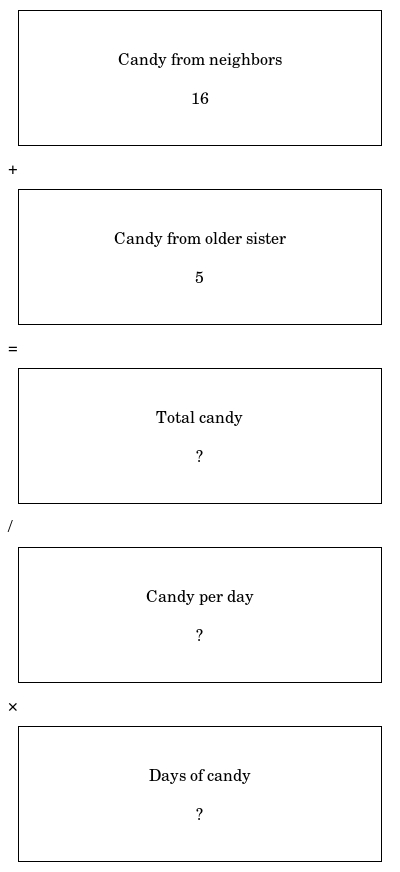 Candy from neighbors
16
+
Candy from older sister
5
=
Total candy
?
/
Candy per day
?
×
Days of candy
?